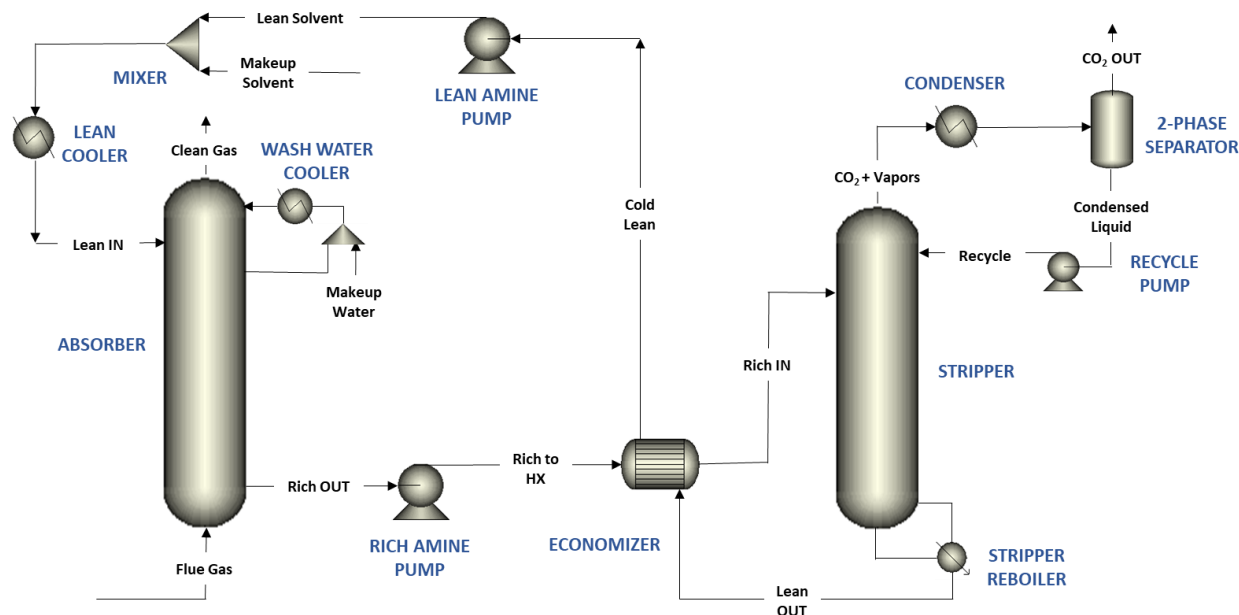 Lean Solvent
Makeup
Solvent
MIXER
LEAN AMINE
PUMP
LEAN
COOLER
Clean Gas
WASH WATER
COOLER
Lean IN
Makeup
Water
ABSORBER
Rich OUT
Flue Gas
RICH AMINE
PUMP
Rich to
HX
ECONOMIZER
Cold
Lean
Rich IN
CO₂ OUT
CONDENSER
2-PHASE
SEPARATOR
CO₂ + Vapors
Condensed
Liquid
Recycle
RECYCLE
PUMP
STRIPPER
STRIPPER
REBOILER
Lean
OUT